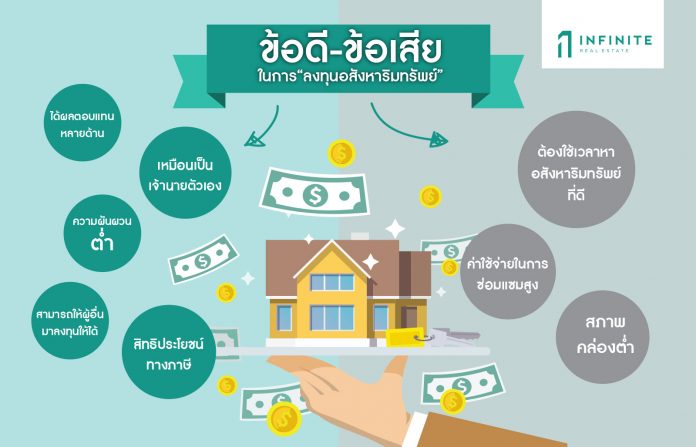 ข้อดี-ข้อเสีย
ในการ“ลงทุนอสังหาริมทรัพย์”
INFINITE
REAL ESTATE
ได้ผลตอบแทน
หลายด้าน
เหมือนเป็น
เจ้านายตัวเอง
ความผันผวน
ต่ำ
สามารถให้ผู้อื่น
มาลงทุนให้ได้
สิทธิประโยชน์
ทางภาษี
ต้องใช้เวลาหา
อสังหาริมทรัพย์
ที่ดี
ค่าใช้จ่ายในการ
ซ่อมแซมสูง
สภาพ
คล่องต่ำ